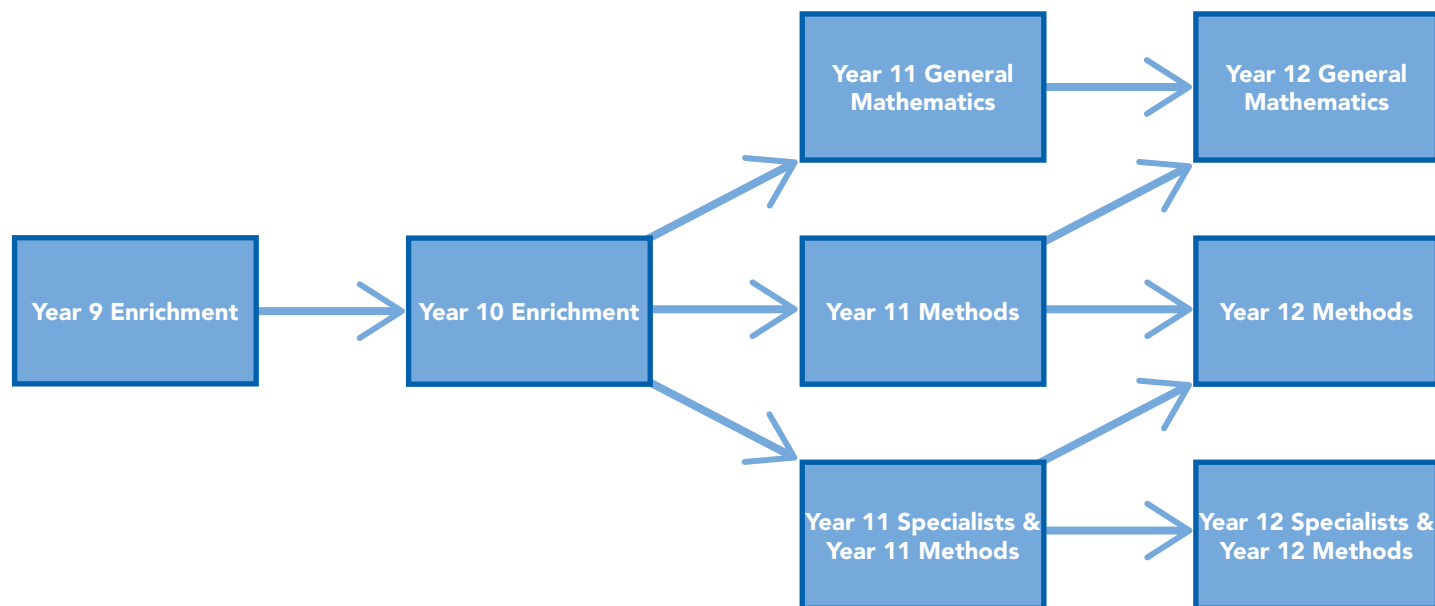 Year 11 General
Mathematics
Year 12 General
Mathematics
Year 9 Enrichment
Year 10 Enrichment
Year 11 Methods
Year 12 Methods
Year 11 Specialists &
Year 11 Methods
Year 12 Specialists &
Year 12 Methods